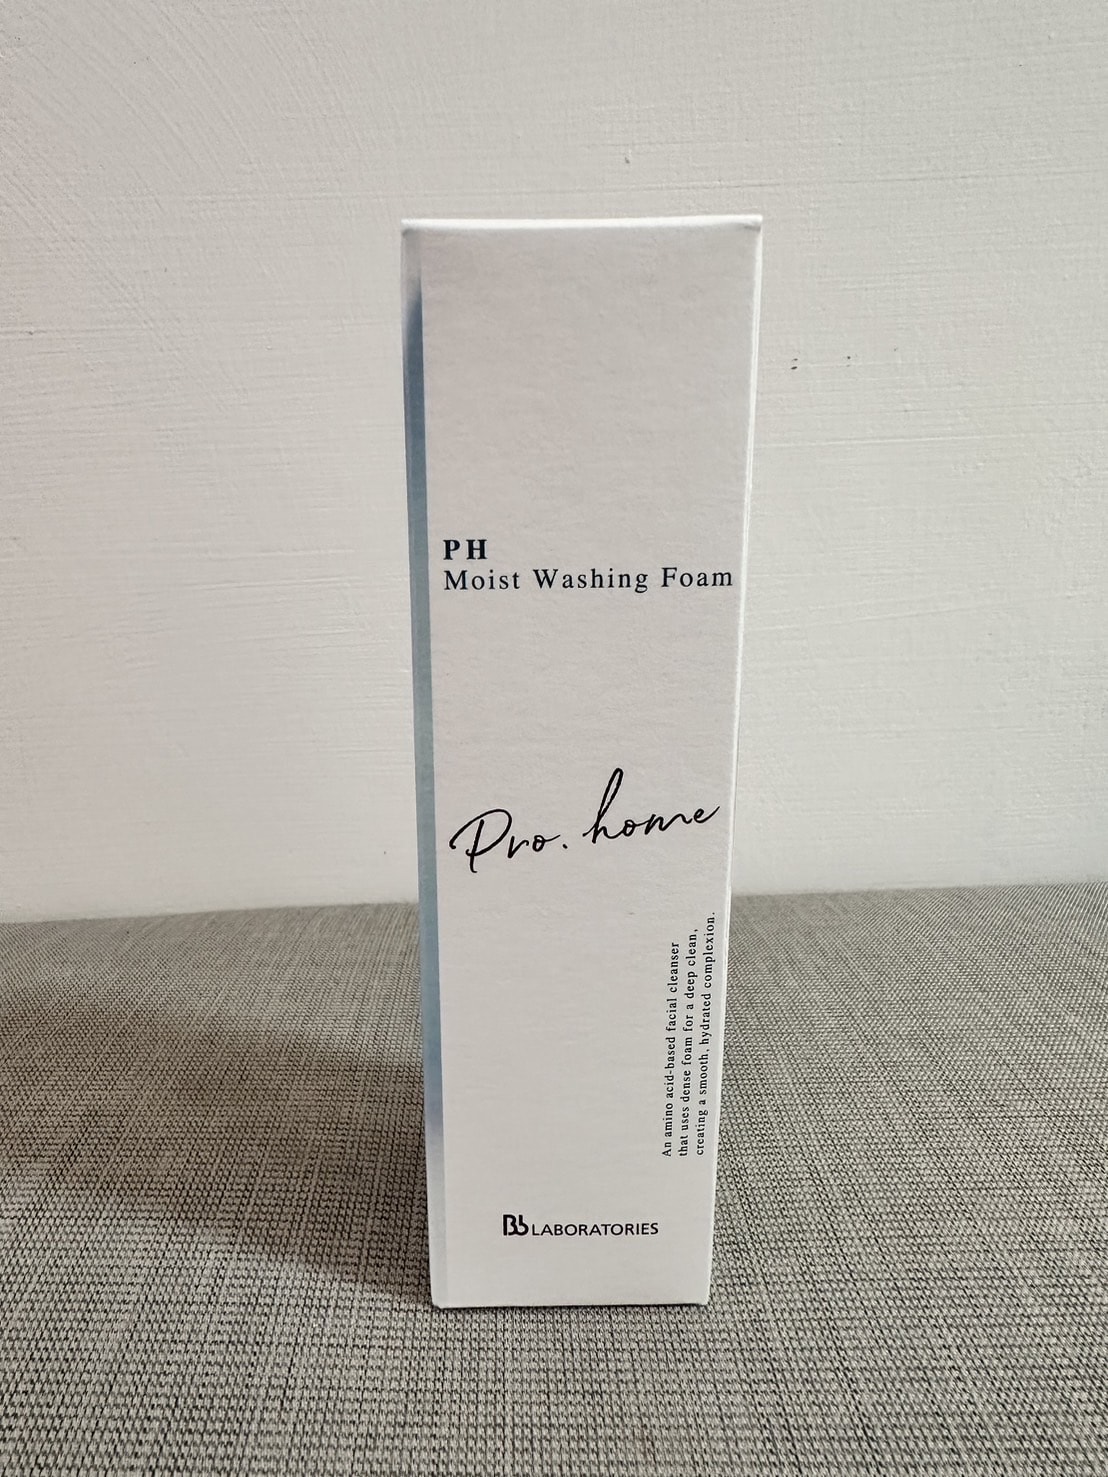 PH
Moist Washing Foam
Pro. home
An amino acid-based facial cleanser
that uses dense foam for a deep clean,
creating a smooth, hydrated complexion.
Bb LABORATORIES